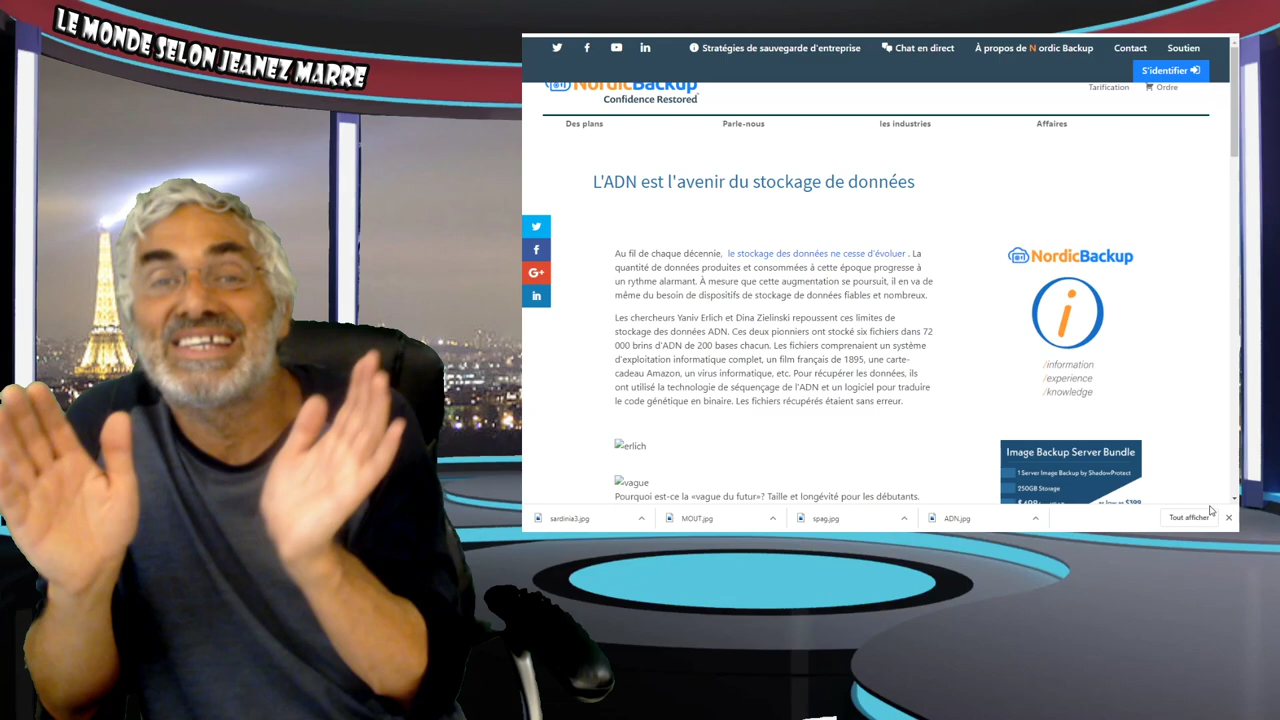 LE MONDE SELON JEANEZ MARRE
Stratégies de sauvegarde d'entreprise
Chat en direct
À propos de N ordic Backup
Contact
Soutien
S'identifier
NordicBackup
Confidence Restored
Tarification
Ordre
Des plans
Parle-nous
les industries
Affaires
L'ADN est l'avenir du stockage de données
Au fil de chaque décennie, le stockage des données ne cesse d'évoluer . La
quantité de données produites et consommées à cette époque progresse à
un rythme alarmant. À mesure que cette augmentation se poursuit, il en va de
même du besoin de dispositifs de stockage de données fiables et nombreux.
Les chercheurs Yaniv Erlich et Dina Zielinski repoussent ces limites de
stockage des données ADN. Ces deux pionniers ont stocké six fichiers dans 72
000 brins d'ADN de 200 bases chacun. Les fichiers comprenaient un système
d'exploitation informatique complet, un film français de 1895, une carte-
cadeau Amazon, un virus informatique, etc. Pour récupérer les données, ils
ont utilisé la technologie de séquençage de l'ADN et un logiciel pour traduire
le code génétique en binaire. Les fichiers récupérés étaient sans erreur.
erlich
vague
Pourquoi est-ce la «vague du futur»? Taille et longévité pour les débutants.
NordicBackup
i
/information
/experience
/knowledge
Image Backup Server Bundle
1 Server Image Backup by ShadowProtect
250GB Storage
sardinia3.jpg
MOUT.jpg
spag.jpg
ADN.jpg
Tout afficher